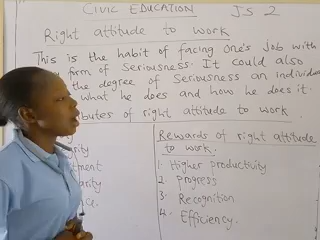 CIVIC EDUCATION JS 2
Right attitude to work
This is the habit of facing one's job with
form of Seriousness. It could also
the degree of Seriousness an individu
what he does and how he does it.
butes of right attitude to work
Rewards of right attitude
to work.
1. Higher productivity
2. Progress
3. Recognition
4. Efficiency.